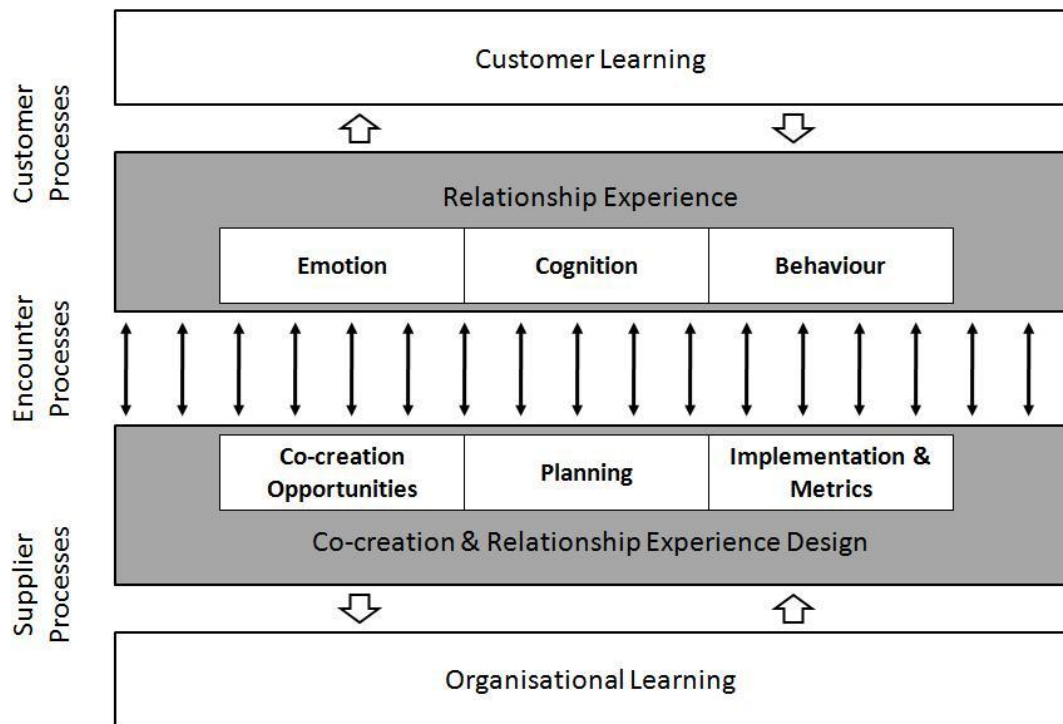 Customer Learning
Customer
Processes
Relationship Experience
Emotion
Cognition
Behaviour
Encounter
Processes
Co-creation
Opportunities
Planning
Implementation &
Metrics
Co-creation & Relationship Experience Design
Supplier
Processes
Organisational Learning